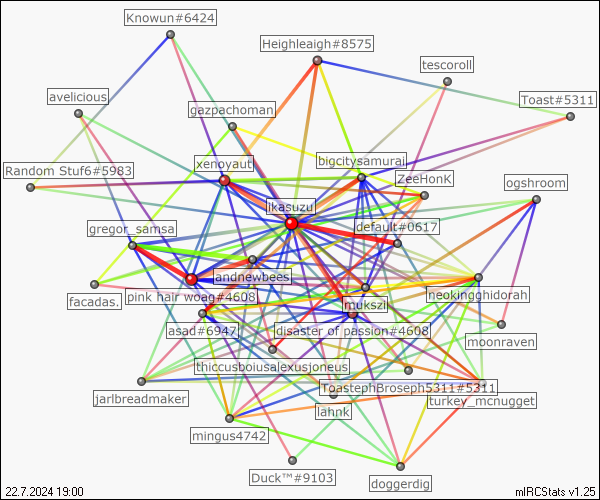 Knowun#6424
Heighleaigh#8575
tescoroll
avelicious
gazpachoman
Toast#5311
xenoyaut
bigcitysamurai
Random Stuf6#5983
ZeeHonK
ogshroom
ikasuzu
gregor_samsa
default#0617
andnewbees
facadas.
pink hair woag#4608
mukszi
neokingghidorah
asad#6947
disaster of passion#4608
moonraven
thiccusboiusalexusjoneus
jarlbreadmaker
ToastephBroseph5311#5311
turkey_mcnugget
lahnk
mingus4742
Duck™#9103
doggerdig
22.7.2024 19:00
mIRCStats v1.25